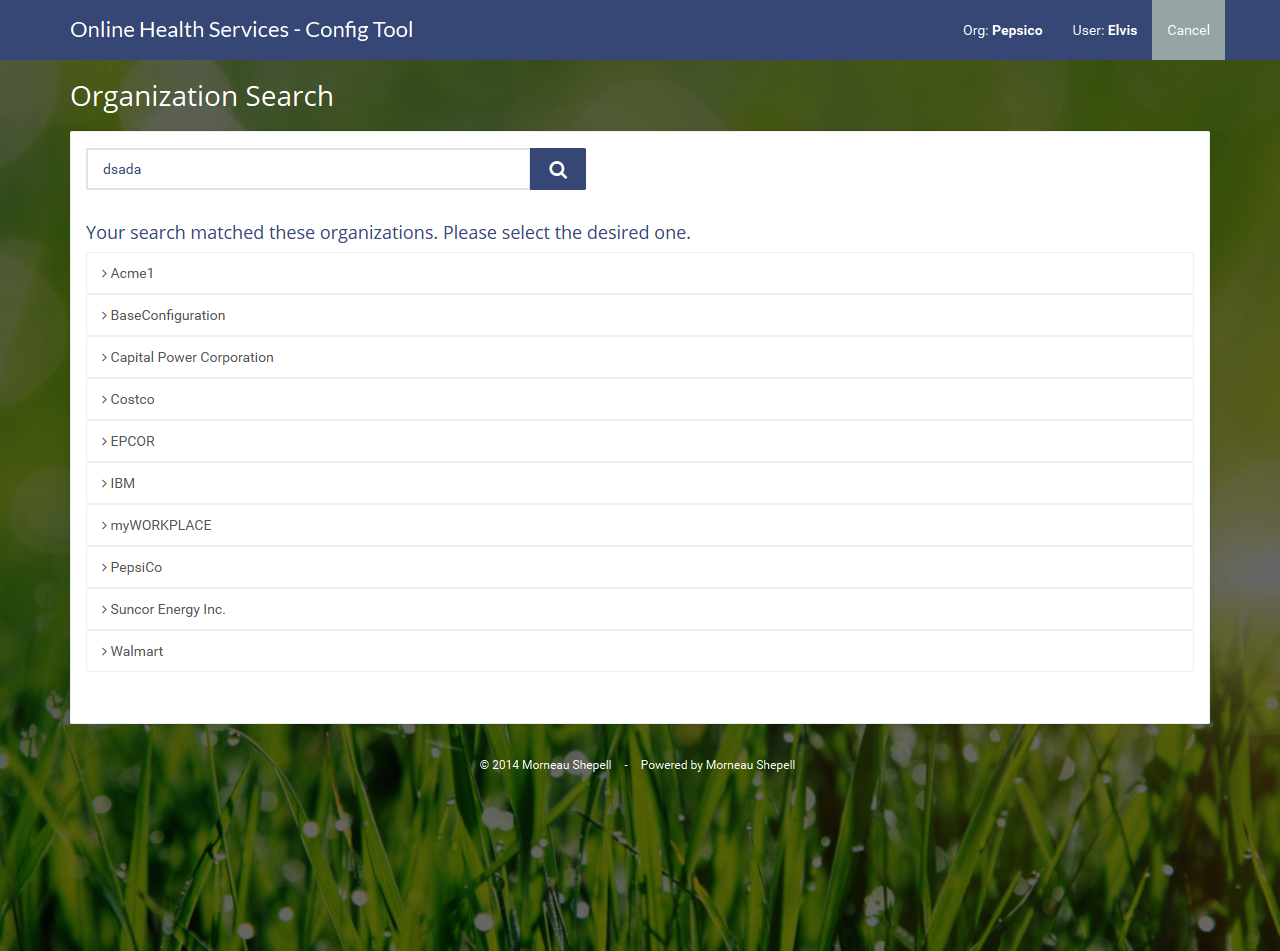 Online Health Services - Config Tool
Org: Pepsico
User: Elvis
Cancel
Organization Search
dsada
Your search matched these organizations. Please select the desired one.
Acme1
BaseConfiguration
Capital Power Corporation
Costco
EPCOR
IBM
myWORKPLACE
PepsiCo
Suncor Energy Inc.
Walmart
© 2014 Morneau Shepell - Powered by Morneau Shepell